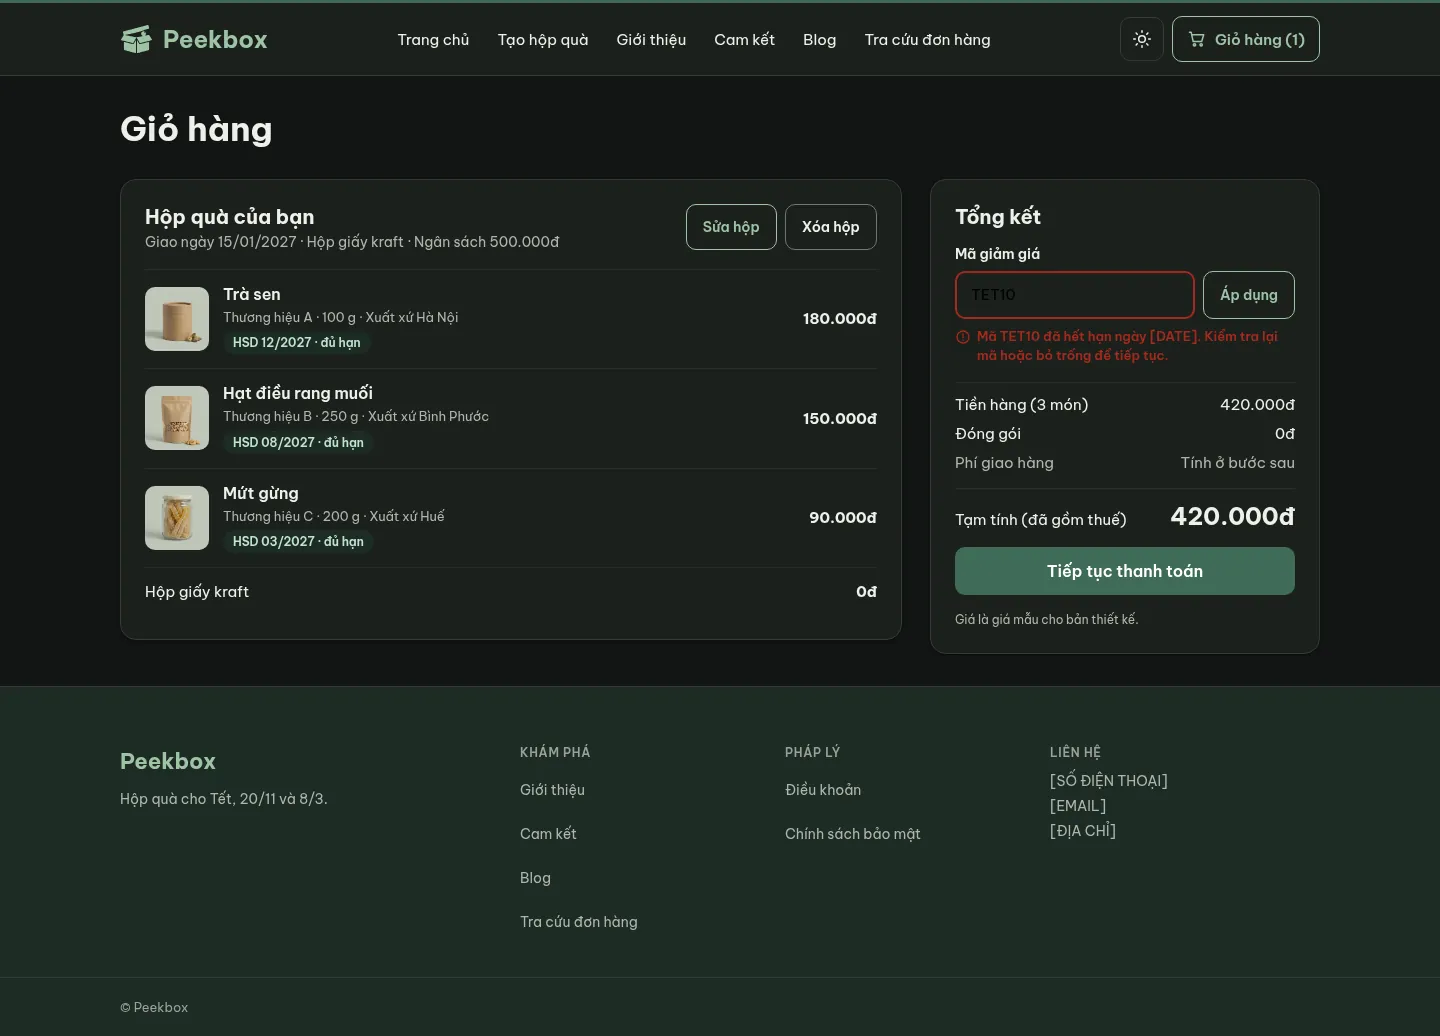 Peekbox
Trang chủ
Tạo hộp quà
Giới thiệu
Cam kết
Blog
Tra cứu đơn hàng
Giỏ hàng (1)
Giỏ hàng
Hộp quà của bạn
Giao ngày 15/01/2027 · Hộp giấy kraft · Ngân sách 500.000đ
Sửa hộp
Xóa hộp
Trà sen
Thương hiệu A · 100 g · Xuất xứ Hà Nội
HSD 12/2027 · đủ hạn
180.000đ
Hạt điều rang muối
Thương hiệu B · 250 g · Xuất xứ Bình Phước
HSD 08/2027 · đủ hạn
150.000đ
Mứt gừng
Thương hiệu C · 200 g · Xuất xứ Huế
HSD 03/2027 · đủ hạn
90.000đ
Hộp giấy kraft
0đ
Tổng kết
Mã giảm giá
TET10
Áp dụng
Mã TET10 đã hết hạn ngày [DATE]. Kiểm tra lại
mã hoặc bỏ trống để tiếp tục.
Tiền hàng (3 món)
420.000đ
Đóng gói
0đ
Phí giao hàng
Tính ở bước sau
Tạm tính (đã gồm thuế)
420.000đ
Tiếp tục thanh toán
Giá là giá mẫu cho bản thiết kế.
Peekbox
Hộp quà cho Tết, 20/11 và 8/3.
KHÁM PHÁ
Giới thiệu
Cam kết
Blog
Tra cứu đơn hàng
PHÁP LÝ
Điều khoản
Chính sách bảo mật
LIÊN HỆ
[SỐ ĐIỆN THOẠI]
[EMAIL]
[ĐỊA CHỈ]
© Peekbox